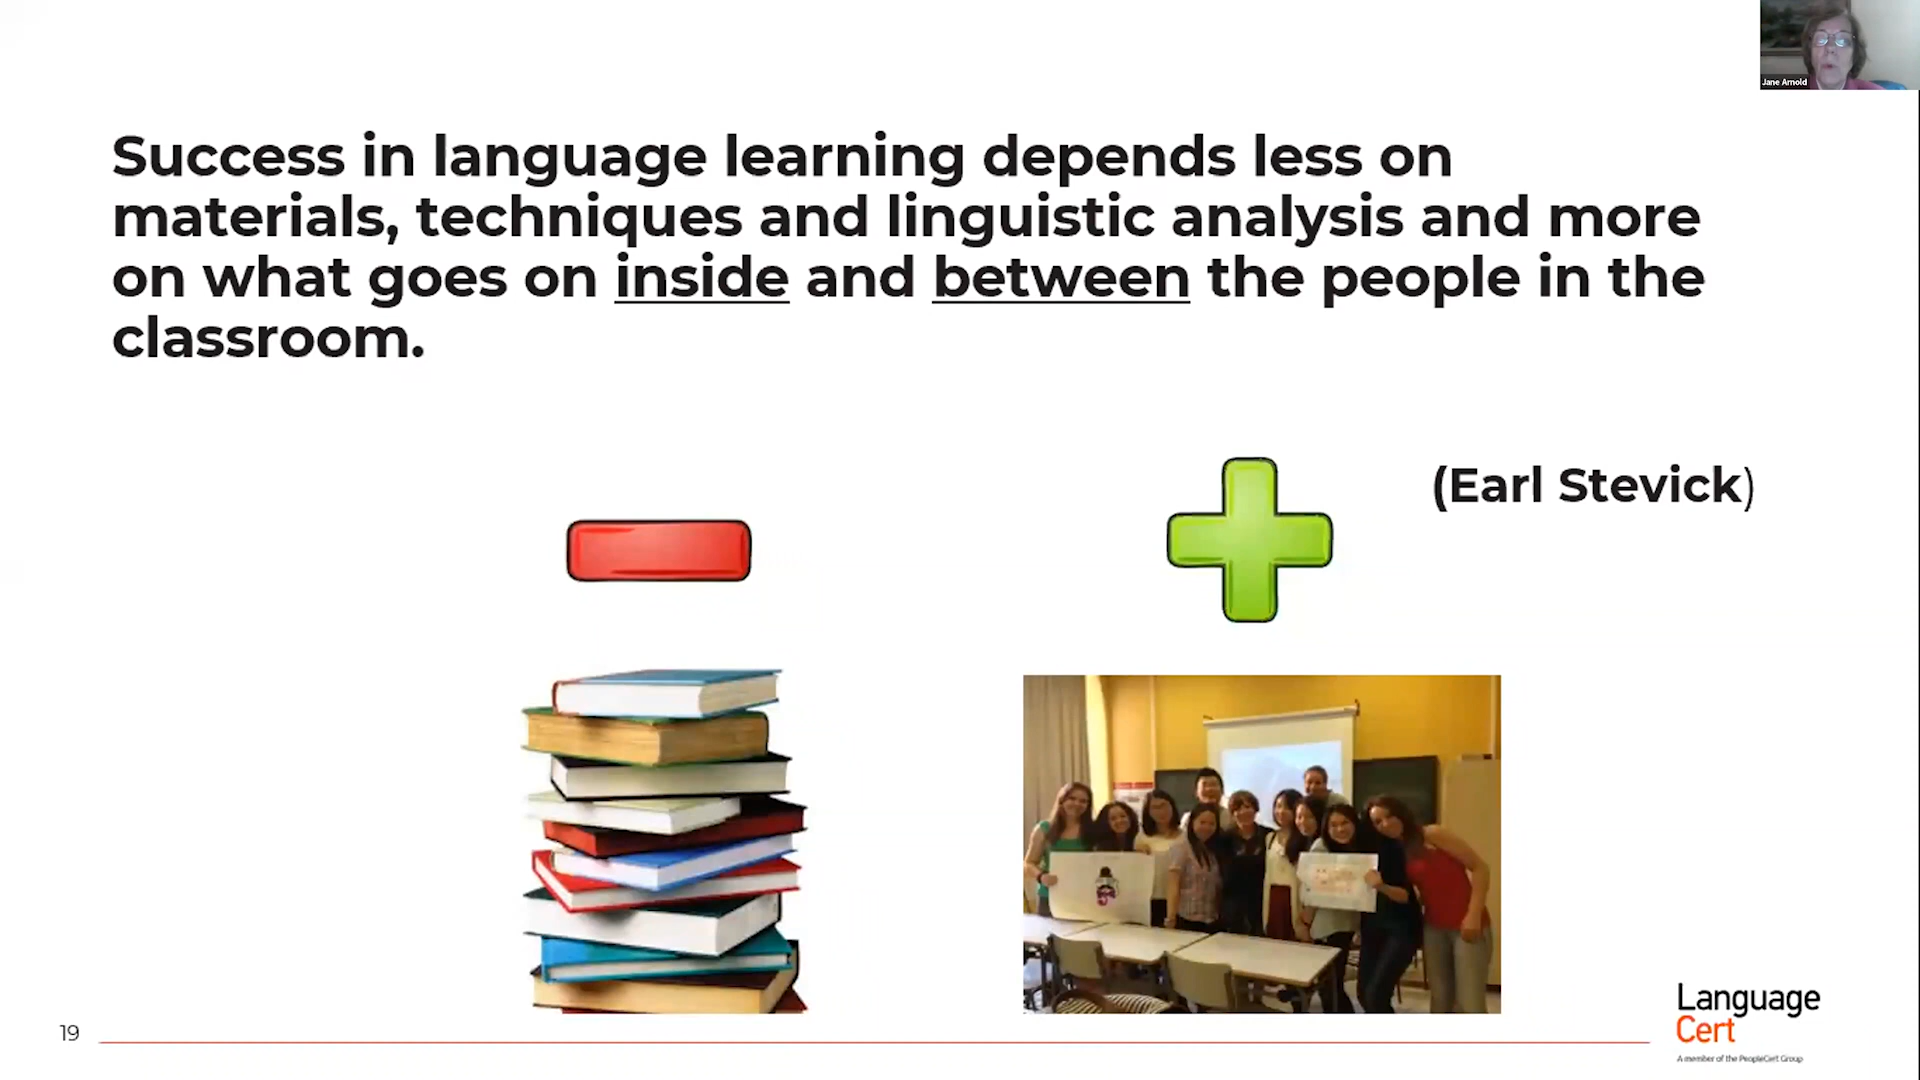 Jane Arnold
Success in language learning depends less on
materials, techniques and linguistic analysis and more
on what goes on inside and between the people in the
classroom.
(Earl Stevick)
19
Language
Cert
A member of the PeopleCert Group